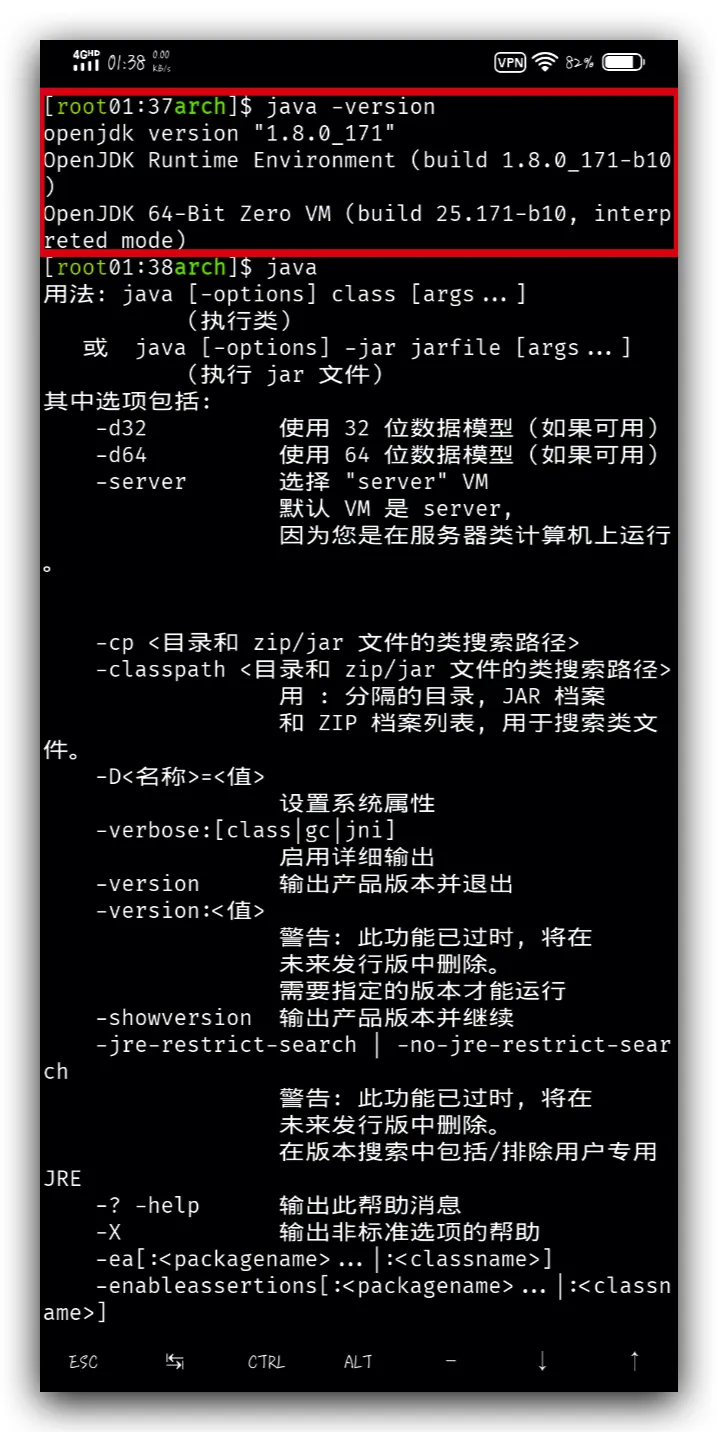 4GHD 01:38 0.00 KB/s VPN 82%
[root01:37arch]$ java -version
openjdk version "1.8.0_171"
OpenJDK Runtime Environment (build 1.8.0_171-b10
)
OpenJDK 64-Bit Zero VM (build 25.171-b10, interp
reted mode)
[root01:38arch]$ java
用法: java [-options] class [args...]
(执行类)
或 java [-options] -jar jarfile [args...]
(执行 jar 文件)
其中选项包括:
-d32 使用 32 位数据模型 (如果可用)
-d64 使用 64 位数据模型 (如果可用)
-server 选择 "server" VM
默认 VM 是 server,
因为您是在服务器类计算机上运行
。
-cp <目录和 zip/jar 文件的类搜索路径>
-classpath <目录和 zip/jar 文件的类搜索路径>
用 : 分隔的目录, JAR 档案
和 ZIP 档案列表, 用于搜索类文
件。
-D<名称>=<值>
设置系统属性
-verbose:[class|gc|jni]
启用详细输出
-version 输出产品版本并退出
-version:<值>
警告: 此功能已过时, 将在
未来发行版中删除。
需要指定的版本才能运行
-showversion 输出产品版本并继续
-jre-restrict-search | -no-jre-restrict-sear
ch
警告: 此功能已过时, 将在
未来发行版中删除。
在版本搜索中包括/排除用户专用
JRE
-? -help 输出此帮助消息
-X 输出非标准选项的帮助
-ea[:<packagename>...|:<classname>]
-enableassertions[:<packagename>...|:<classn
ame>]
ESC ↹ CTRL ALT - ↓ ↑